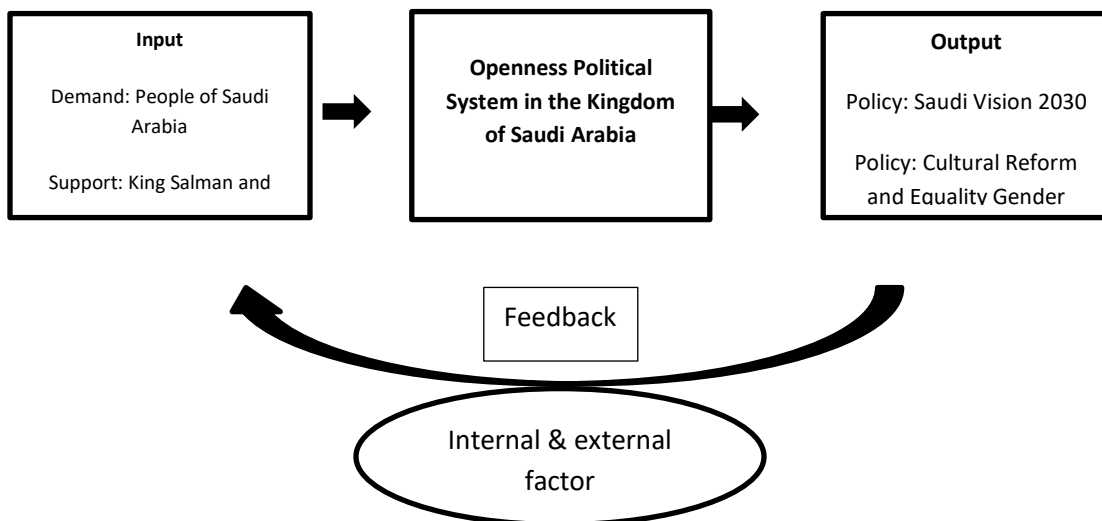 Input
Demand: People of Saudi
Arabia
Support: King Salman and
Openness Political
System in the Kingdom
of Saudi Arabia
Output
Policy: Saudi Vision 2030
Policy: Cultural Reform
and Equality Gender
Feedback
Internal & external
factor